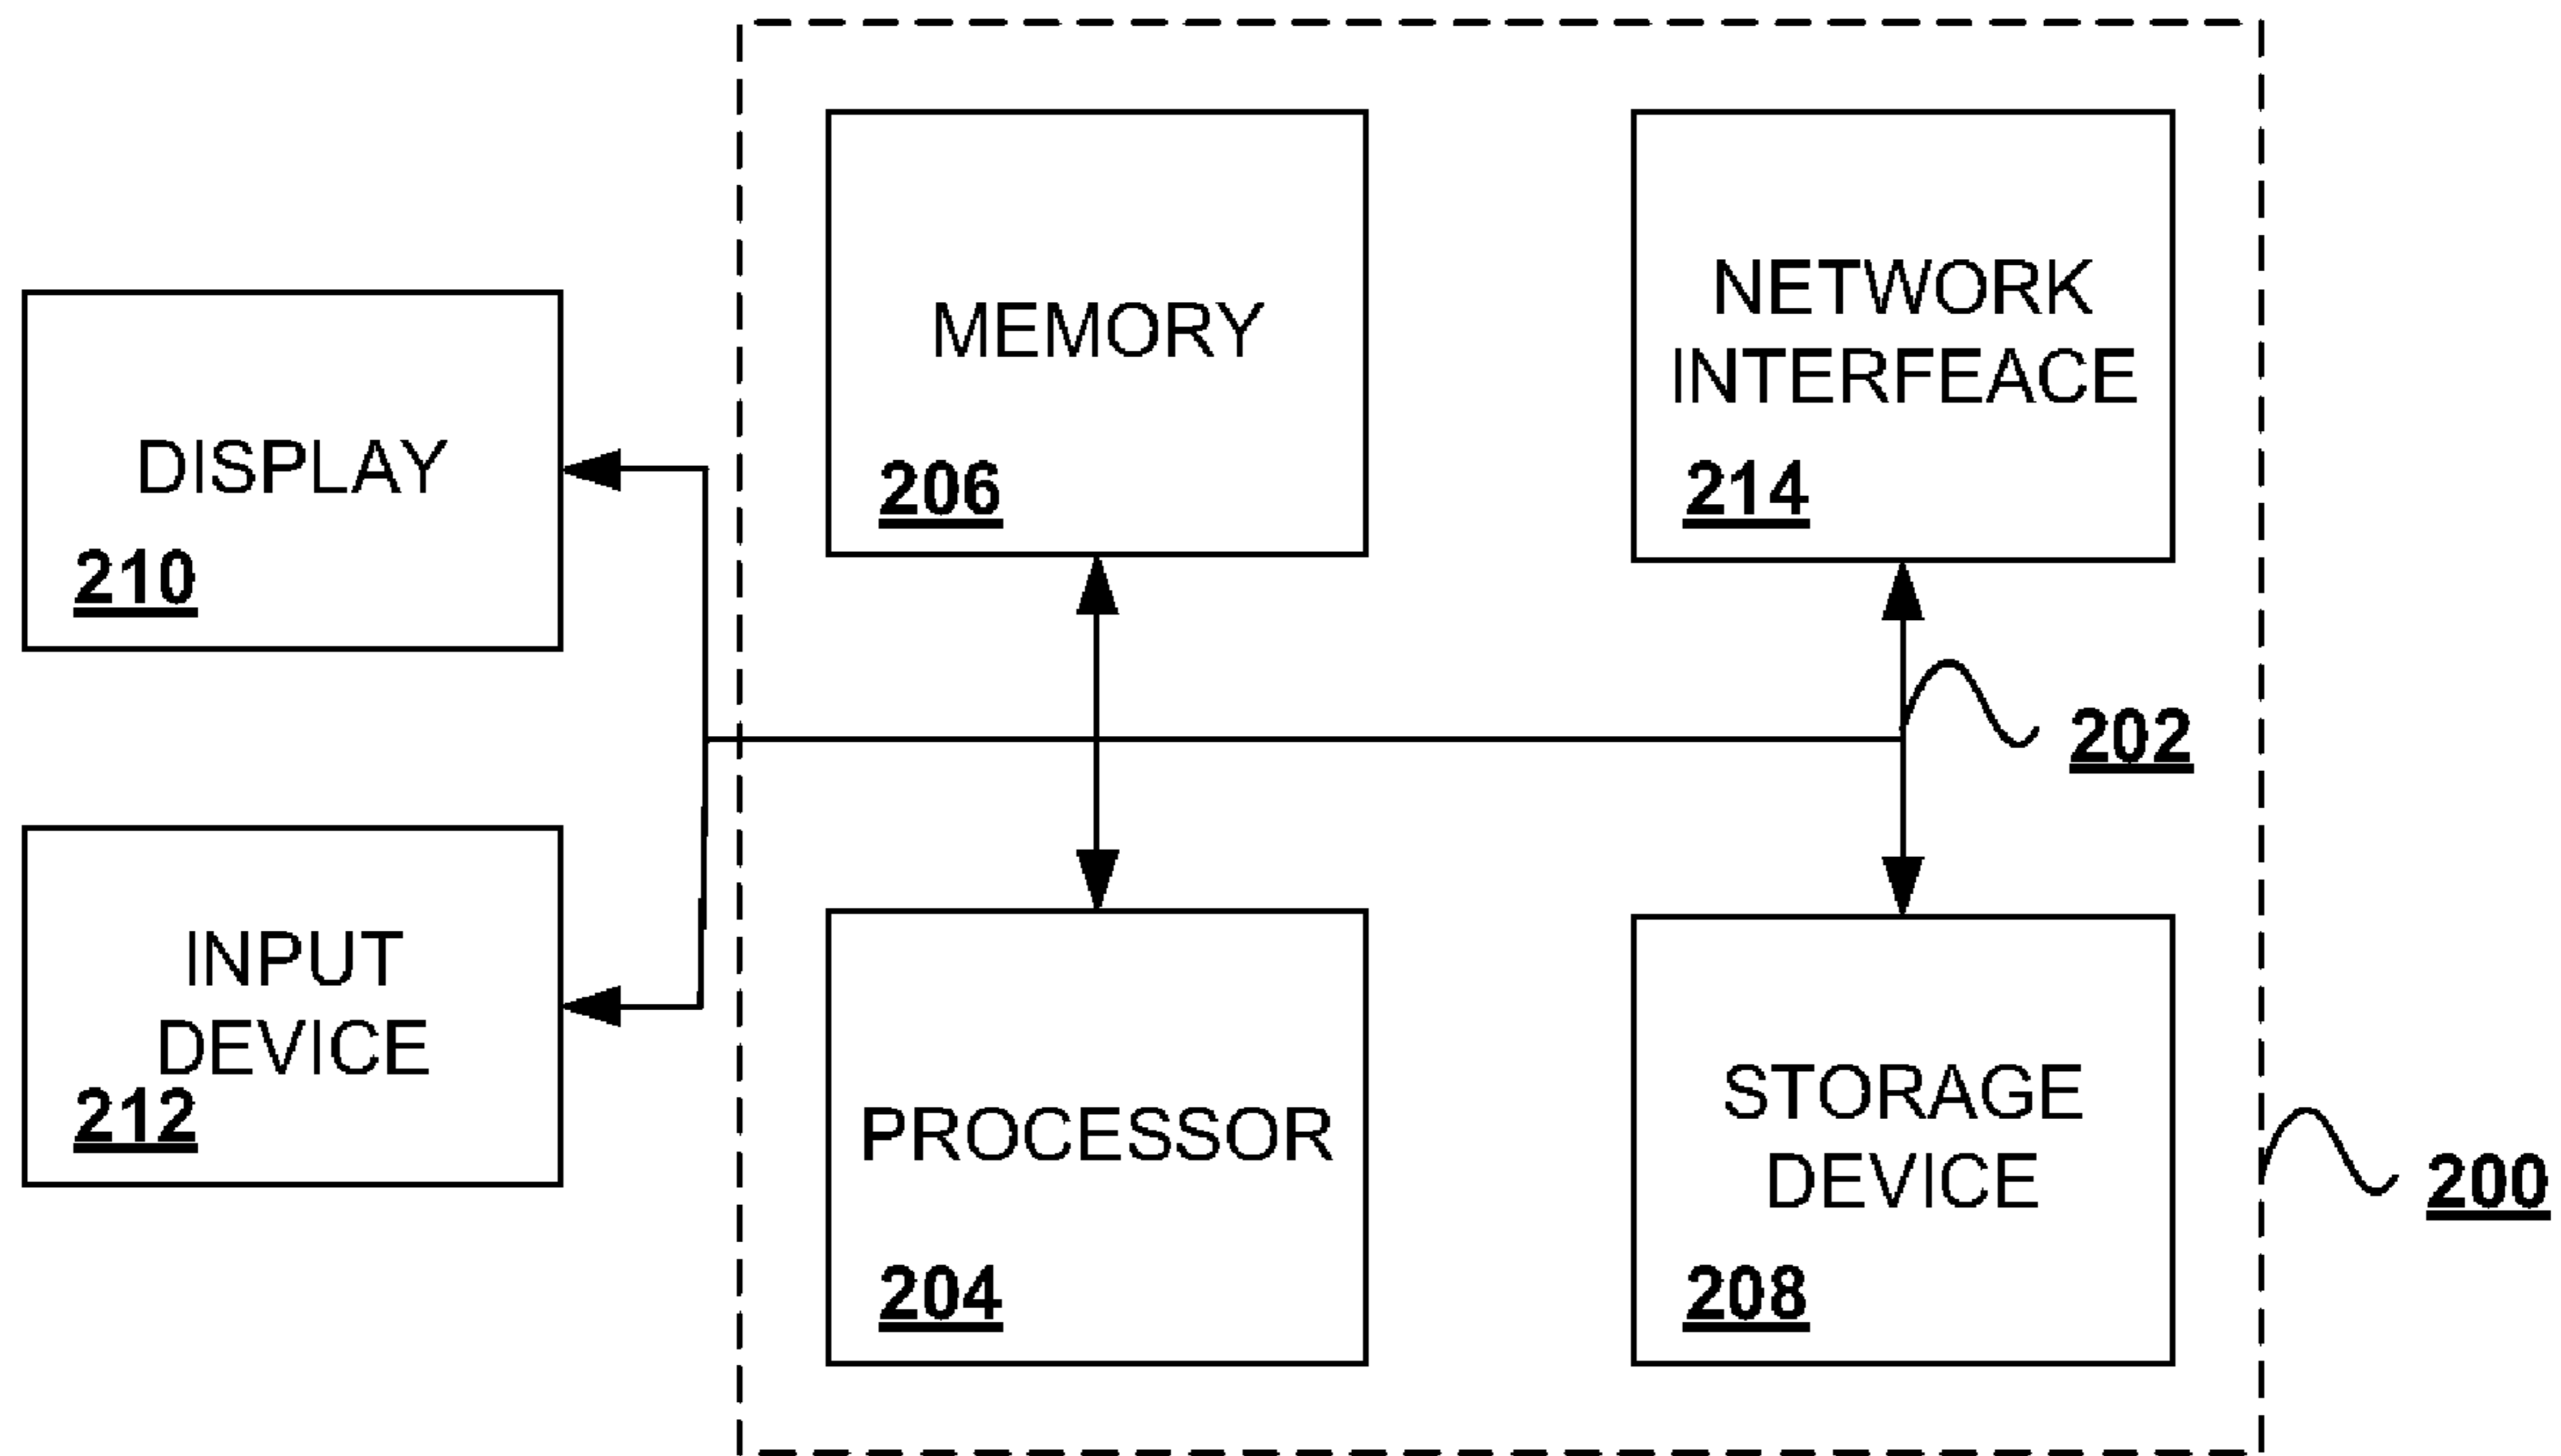 MEMORY
206
NETWORK
INTERFEACE
214
DISPLAY
210
202
INPUT
DEVICE
212
PROCESSOR
204
STORAGE
DEVICE
208
200